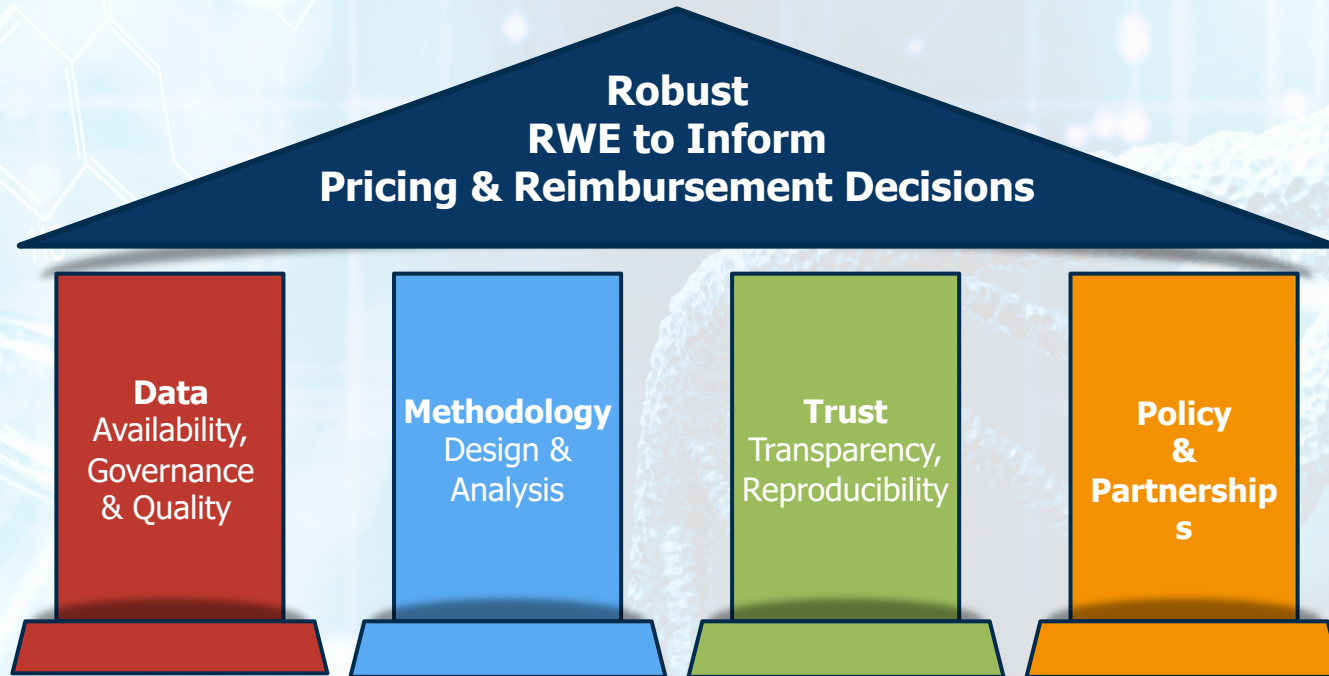 Robust
RWE to Inform
Pricing & Reimbursement Decisions
Data
Availability,
Governance
& Quality
Methodology
Design &
Analysis
Trust
Transparency,
Reproducibility
Policy
&
Partnership
s
HO